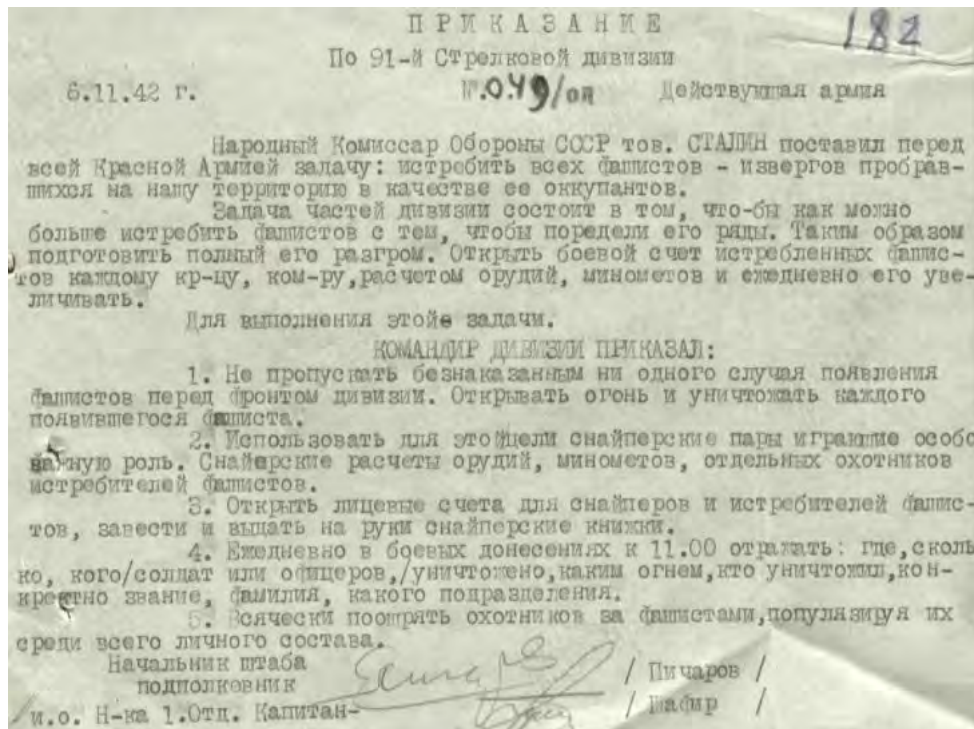 ПРИКАЗАНИЕ
182
По 91-й Стрелковой дивизии
6.11.42 г. №.049/оп Действующая армия
Народный Комиссар Обороны СССР тов. СТАЛИН поставил перед
всей Красной Армией задачу: истребить всех фашистов - извергов пробрав-
шихся на нашу территорию в качестве ее оккупантов.
Задача частей дивизии состоит в том, что-бы как можно
больше истребить фашистов с тем, чтобы поредели его ряды. Таким образом
подготовить полный его разгром. Открыть боевой счет истребленных фашис-
тов каждому кр-цу, ком-ру,расчетом орудий, минометов и ежедневно его уве-
личивать.
Для выполнения этойе задачи.
КОМАНДИР ДИВИЗИИ ПРИКАЗАЛ:
1. Не пропускать безнаказанным ни одного случая появления
фашистов перед фронтом дивизии. Открывать огонь и уничтожать каждого
появившегося фашиста.
2. Использовать для этойцели снайперские пары играющие особо
важную роль. Снайерские расчеты орудий, минометов, отдельных охотников
истребителей фашистов.
3. Открыть лицевые счета для снайперов и истребителей фашис-
тов, завести и выдать на руки снайперские книжки.
4. Ежедневно в боевых донесениях к 11.00 отражать: где,сколь
ко, кого/солдат или офицеров,/уничтожено,каким огнем,кто уничтожил,кон-
кретно звание, фамилия, какого подразделения.
5. Всячески поощрять охотников за фашистами,популязируя их
среди всего личного состава.
Начальник штаба
подполковник / Пичаров /
и.о. Н-ка 1.Отд. Капитан- / Шафир /